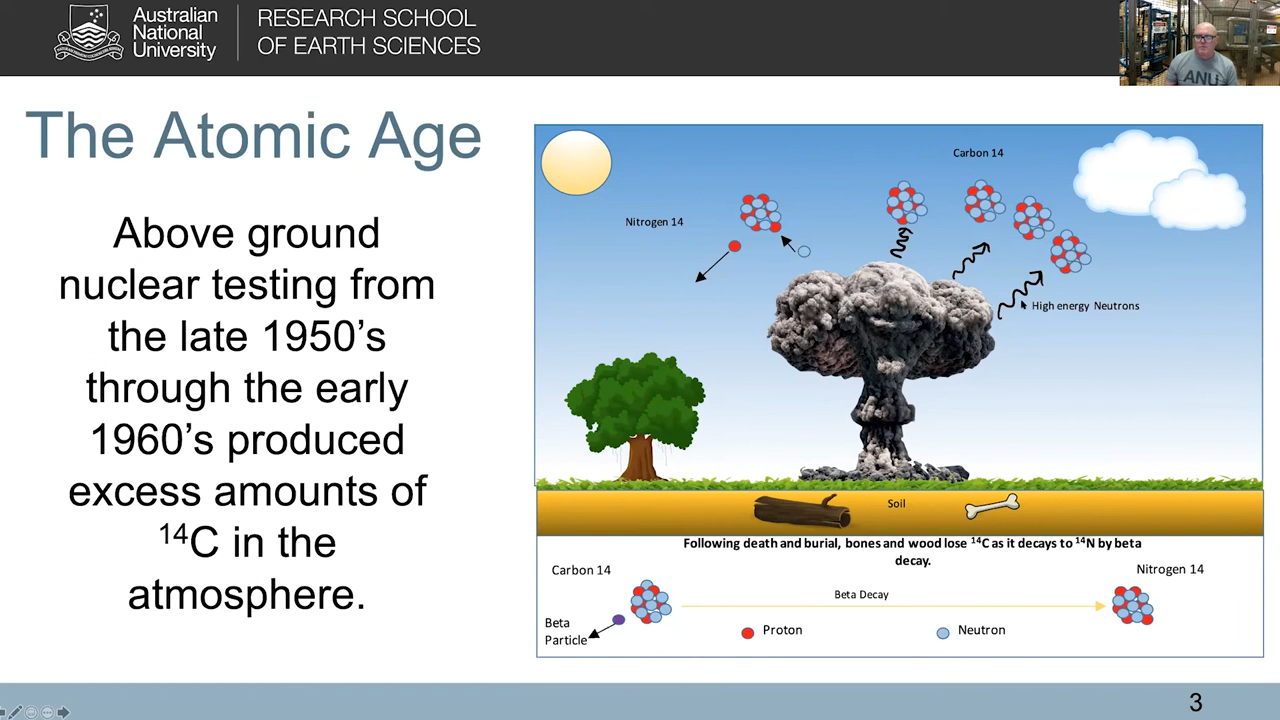 Australian
National
University
RESEARCH SCHOOL
OF EARTH SCIENCES
ANU
The Atomic Age
Above ground
nuclear testing from
the late 1950’s
through the early
1960’s produced
excess amounts of
¹⁴C in the
atmosphere.
Carbon 14
Nitrogen 14
High energy Neutrons
Soil
Following death and burial, bones and wood lose ¹⁴C as it decays to ¹⁴N by beta
decay.
Carbon 14
Nitrogen 14
Beta Decay
Beta
Particle
Proton
Neutron
3